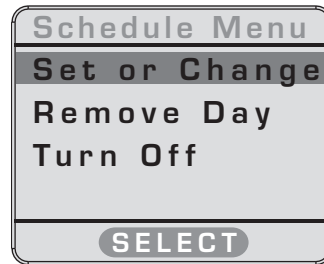 Schedule Menu
Set or Change
Remove Day
Turn Off
SELECT